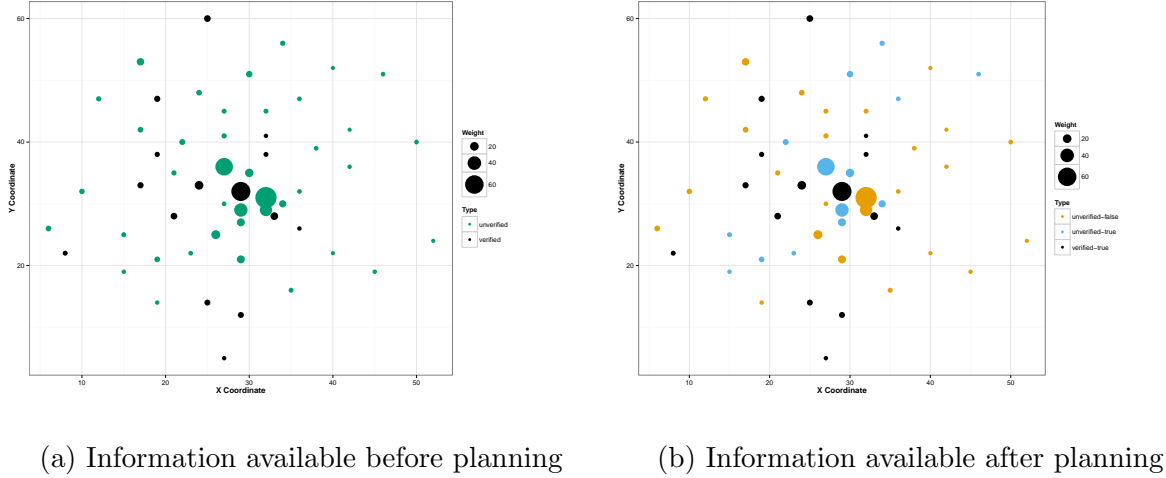 60
40
20
10
20
30
40
50
X Coordinate
Y Coordinate
Weight
20
40
60
Type
unverified
verified
60
40
20
10
20
30
40
50
X Coordinate
Y Coordinate
Weight
20
40
60
Type
unverified-false
unverified-true
verified-true
(a) Information available before planning
(b) Information available after planning